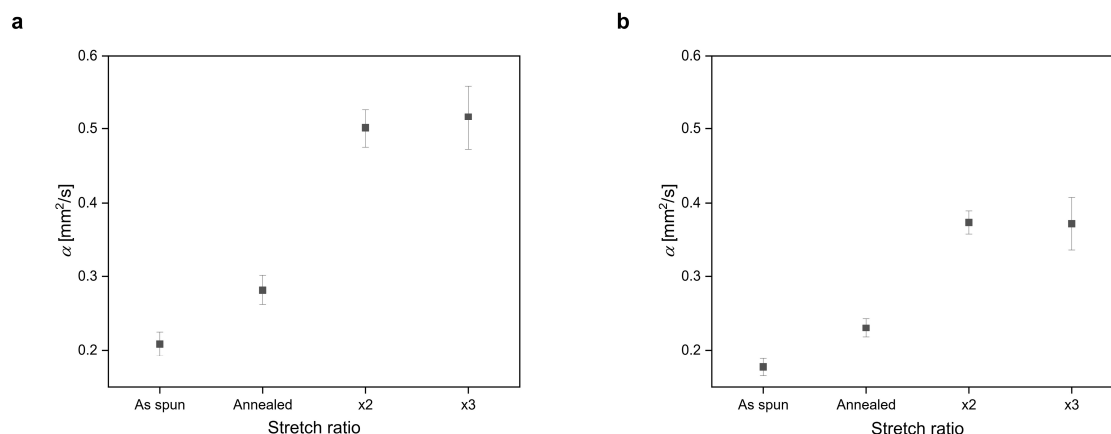 a
0.6
0.5
0.4
0.3
0.2
α [mm²/s]
As spun Annealed x2 x3
Stretch ratio
b
0.6
0.5
0.4
0.3
0.2
α [mm²/s]
As spun Annealed x2 x3
Stretch ratio